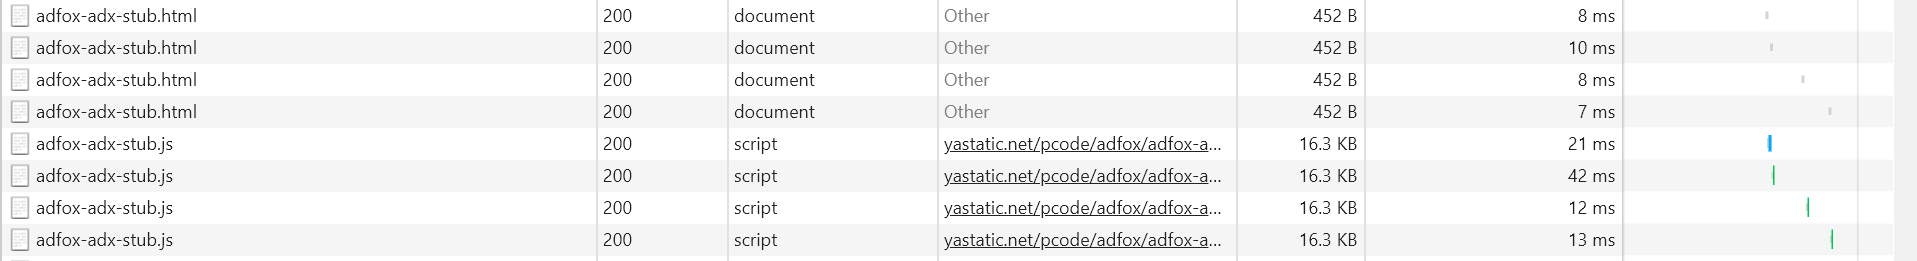 adfox-adx-stub.html 200 document Other 452 B 8 ms
adfox-adx-stub.html 200 document Other 452 B 10 ms
adfox-adx-stub.html 200 document Other 452 B 8 ms
adfox-adx-stub.html 200 document Other 452 B 7 ms
adfox-adx-stub.js 200 script yastatic.net/pcode/adfox/adfox-a... 16.3 KB 21 ms
adfox-adx-stub.js 200 script yastatic.net/pcode/adfox/adfox-a... 16.3 KB 42 ms
adfox-adx-stub.js 200 script yastatic.net/pcode/adfox/adfox-a... 16.3 KB 12 ms
adfox-adx-stub.js 200 script yastatic.net/pcode/adfox/adfox-a... 16.3 KB 13 ms